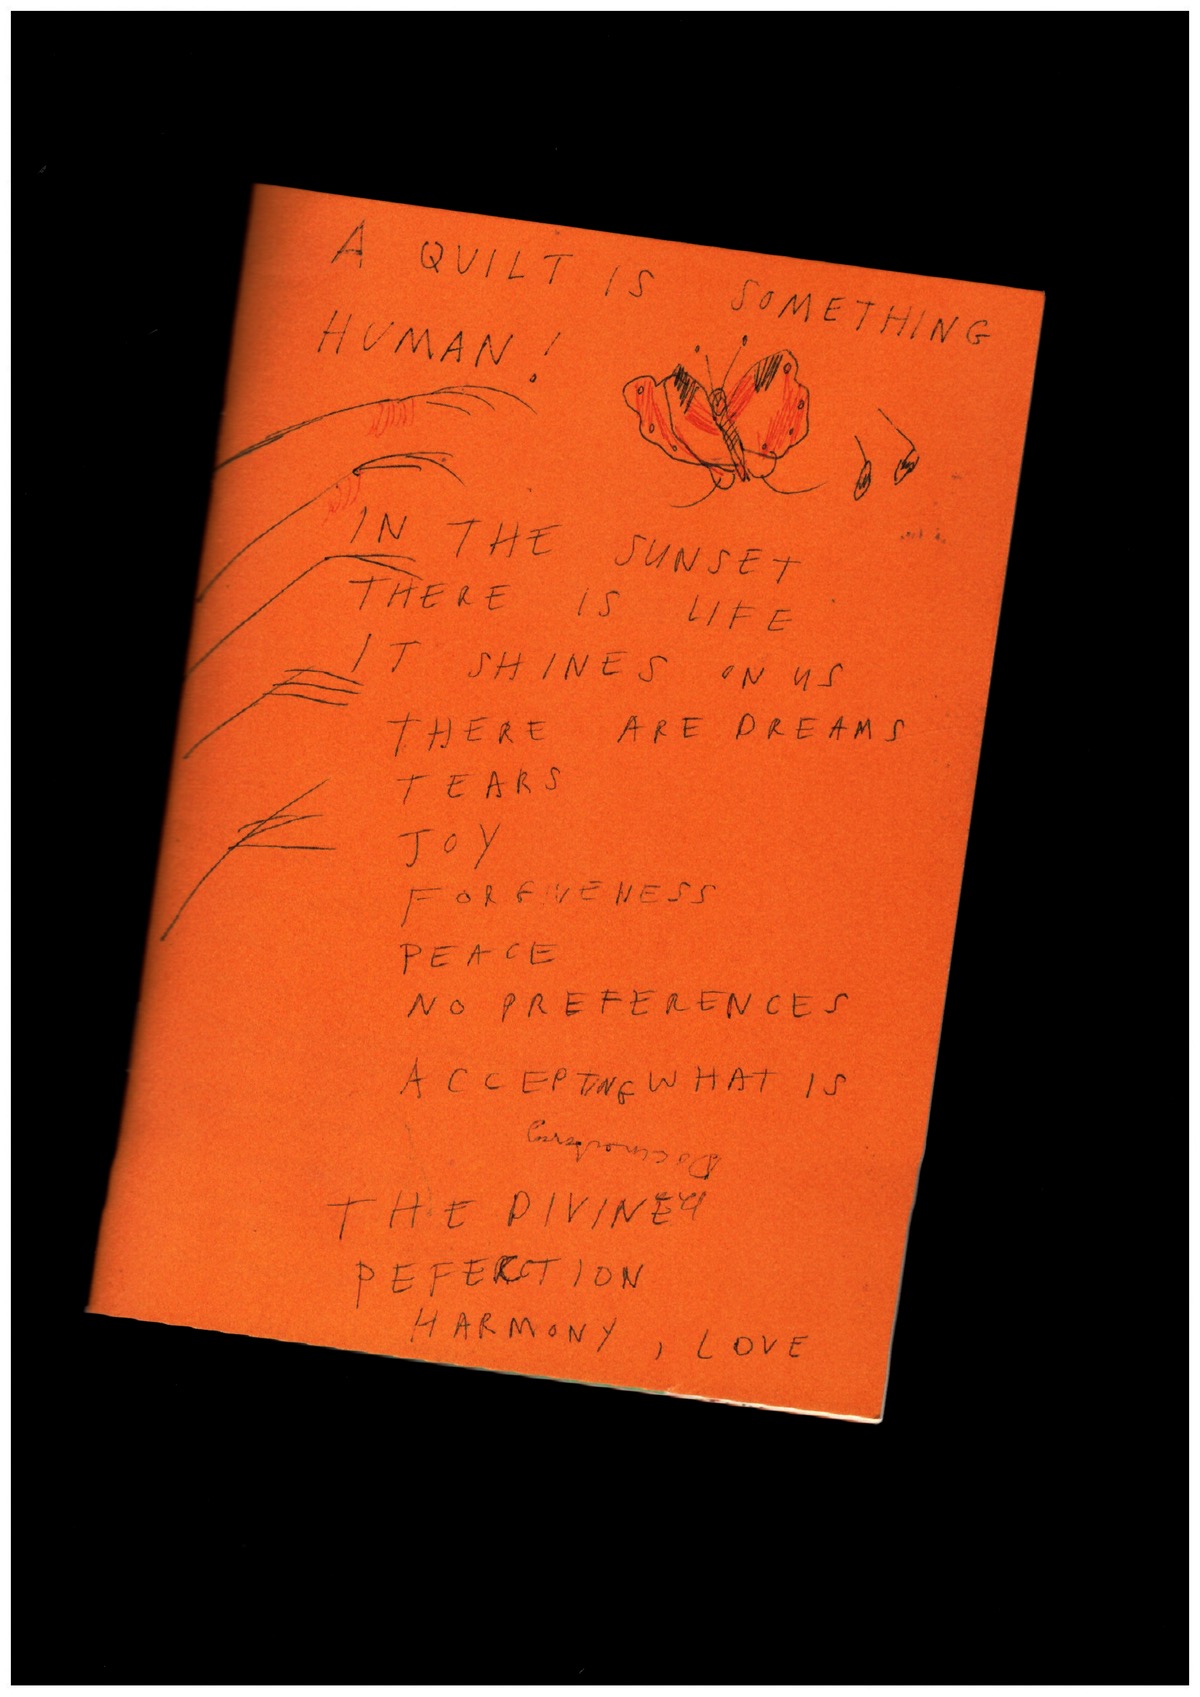 A QUILT IS SOMETHING
HUMAN!
IN THE SUNSET
THERE IS LIFE
IT SHINES ON US
THERE ARE DREAMS
TEARS
JOY
FORGIVENESS
PEACE
NO PREFERENCES
ACCEPTING WHAT IS
THE DIVINE
PEFERCTION
HARMONY, LOVE